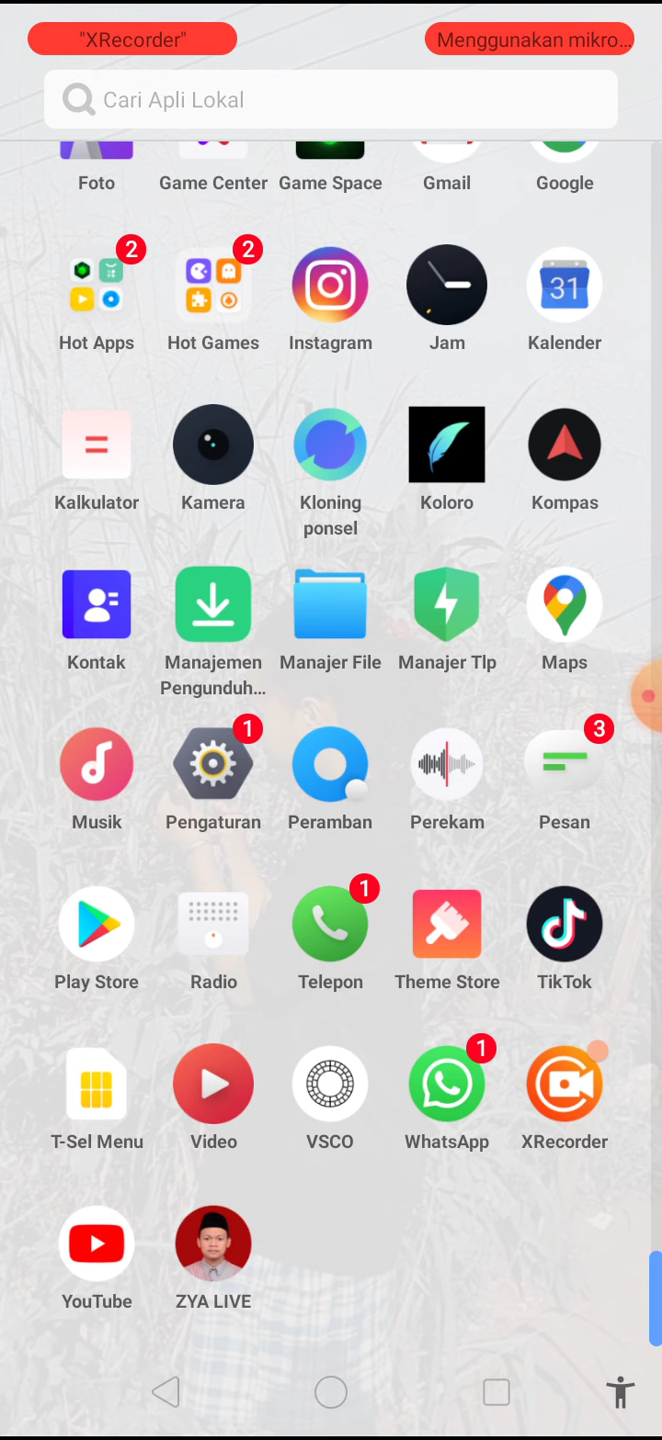 "XRecorder"
Menggunakan mikro...
Cari Apli Lokal
Foto
Game Center
Game Space
Gmail
Google
2
2
31
Hot Apps
Hot Games
Instagram
Jam
Kalender
Kalkulator
Kamera
Kloning
ponsel
Koloro
Kompas
Kontak
Manajemen
Pengunduh...
Manajer File
Manajer Tlp
Maps
1
3
Musik
Pengaturan
Peramban
Perekam
Pesan
1
Play Store
Radio
Telepon
Theme Store
TikTok
1
T-Sel Menu
Video
VSCO
WhatsApp
XRecorder
YouTube
ZYA LIVE